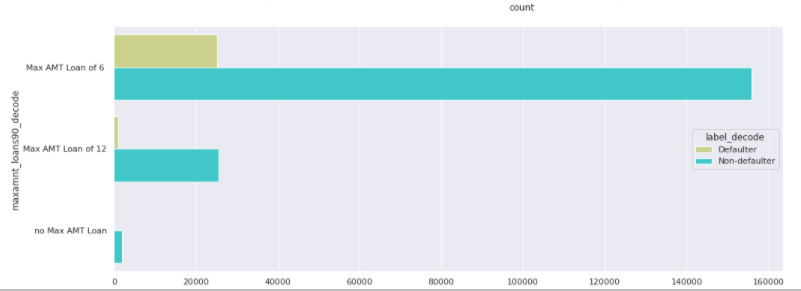 count
maxamnt_loans90_decode
Max AMT Loan of 6
Max AMT Loan of 12
no Max AMT Loan
label_decode
Defaulter
Non-defaulter
0 20000 40000 60000 80000 100000 120000 140000 160000